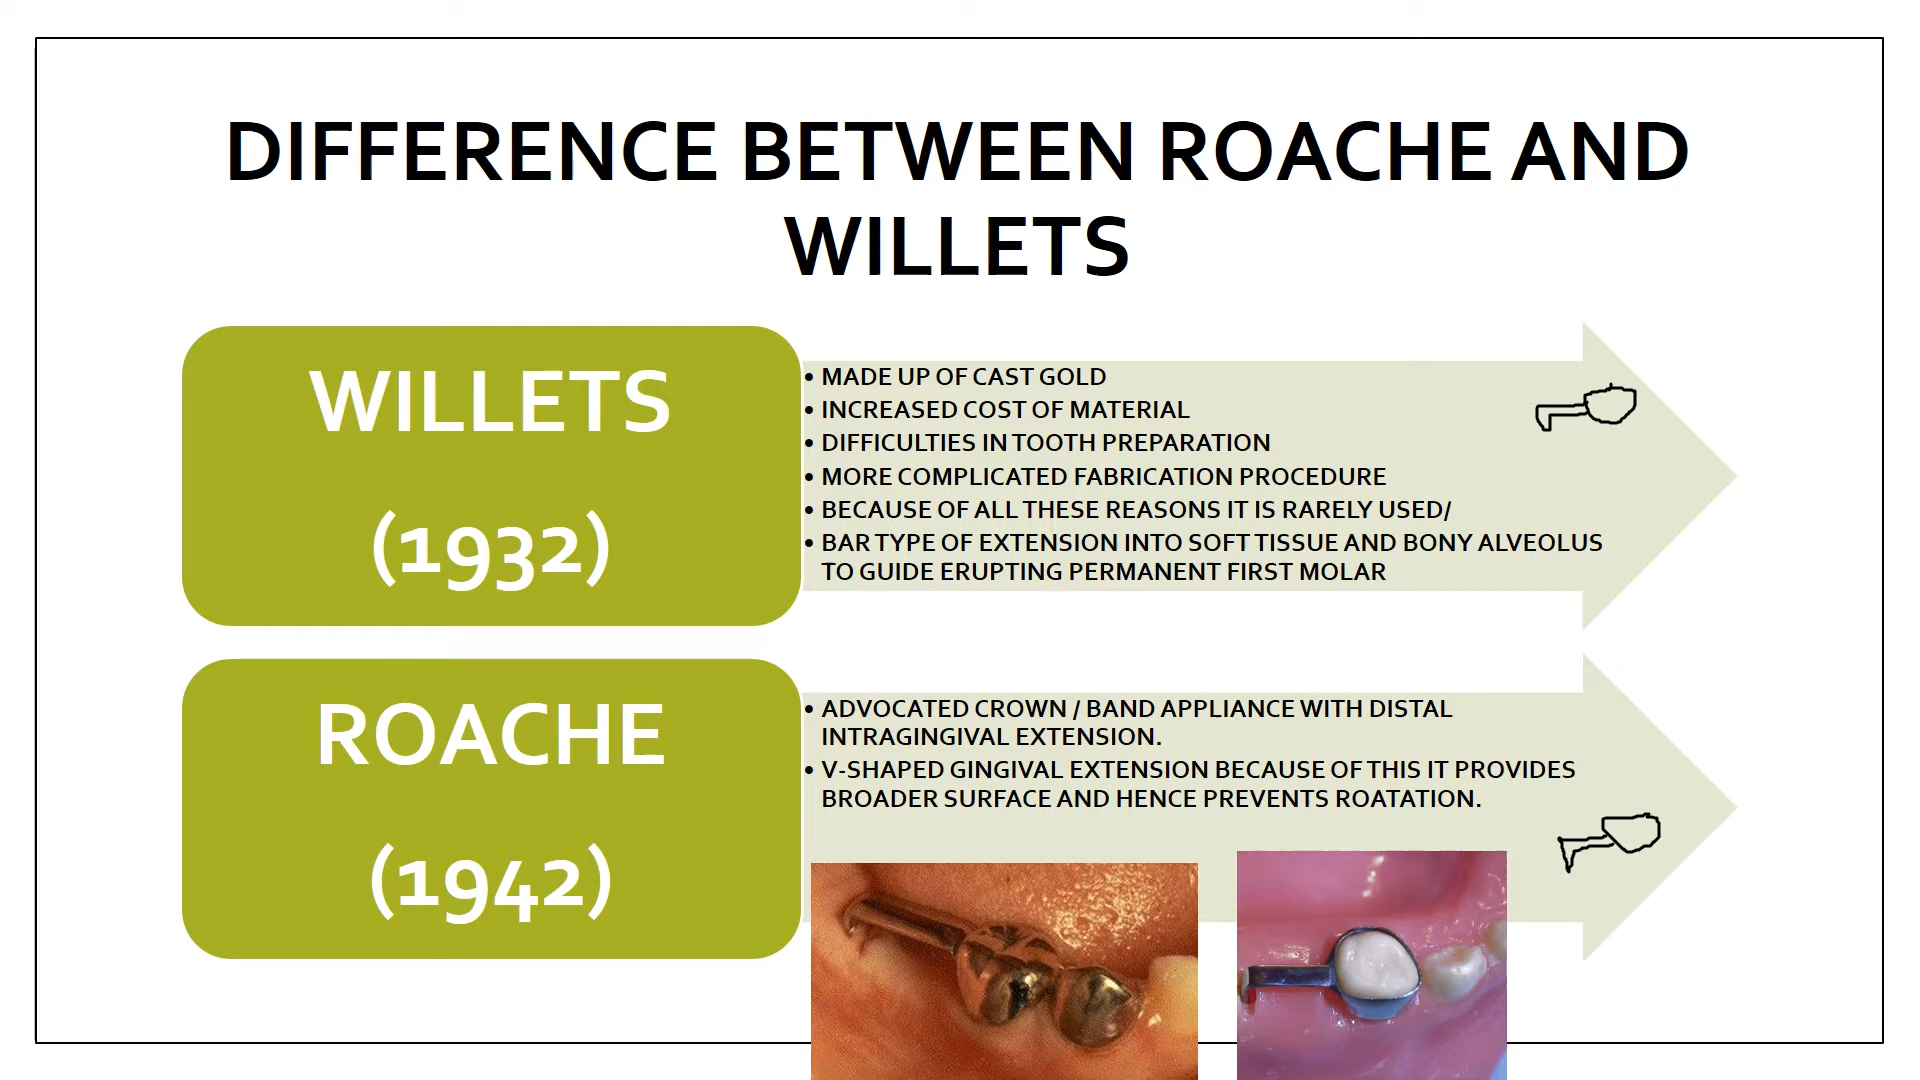 DIFFERENCE BETWEEN ROACHE AND
WILLETS
WILLETS
(1932)
• MADE UP OF CAST GOLD
• INCREASED COST OF MATERIAL
• DIFFICULTIES IN TOOTH PREPARATION
• MORE COMPLICATED FABRICATION PROCEDURE
• BECAUSE OF ALL THESE REASONS IT IS RARELY USED/
• BAR TYPE OF EXTENSION INTO SOFT TISSUE AND BONY ALVEOLUS
TO GUIDE ERUPTING PERMANENT FIRST MOLAR
ROACHE
(1942)
• ADVOCATED CROWN / BAND APPLIANCE WITH DISTAL
INTRAGINGIVAL EXTENSION.
• V-SHAPED GINGIVAL EXTENSION BECAUSE OF THIS IT PROVIDES
BROADER SURFACE AND HENCE PREVENTS ROATATION.